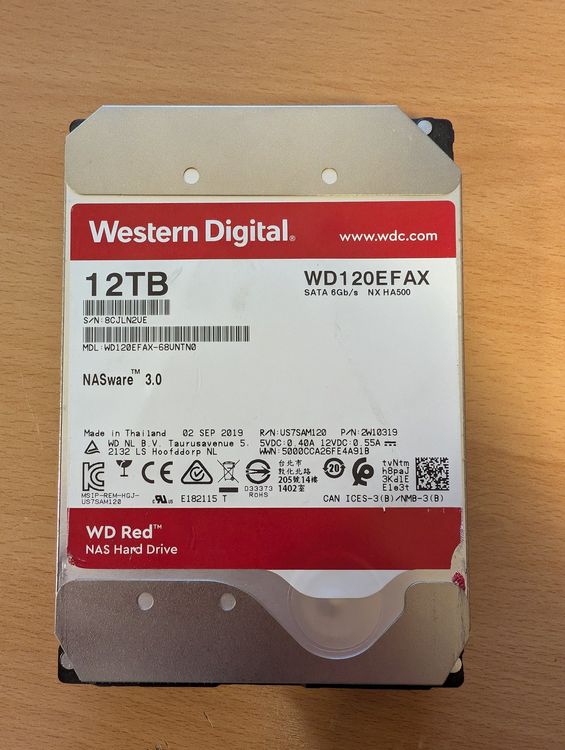 Western Digital®
www.wdc.com
12TB
WD120EFAX
SATA 6Gb/s NX HA500
S/N: 8CJLN2UE
MDL: WD120EFAX-68UNTN0
NASware™ 3.0
Made in Thailand 02 SEP 2019 R/N: US7SAM120 P/N: 2W10319
WD NL B.V. Taurusavenue 5. 5VDC: 0.40A 12VDC: 0.55A
2132 LS Hoofddorp NL WWN: 5000CCA26FE4A91B
台北市
敦化北路
205號14樓
1402室
20
tvNtm
h8paJ
3KdlE
E1e3t
MSIP-REM-HGJ-
US7SAM120
E182115 T
D33373
RoHS
CAN ICES-3(B)/NMB-3(B)
WD Red™
NAS Hard Drive